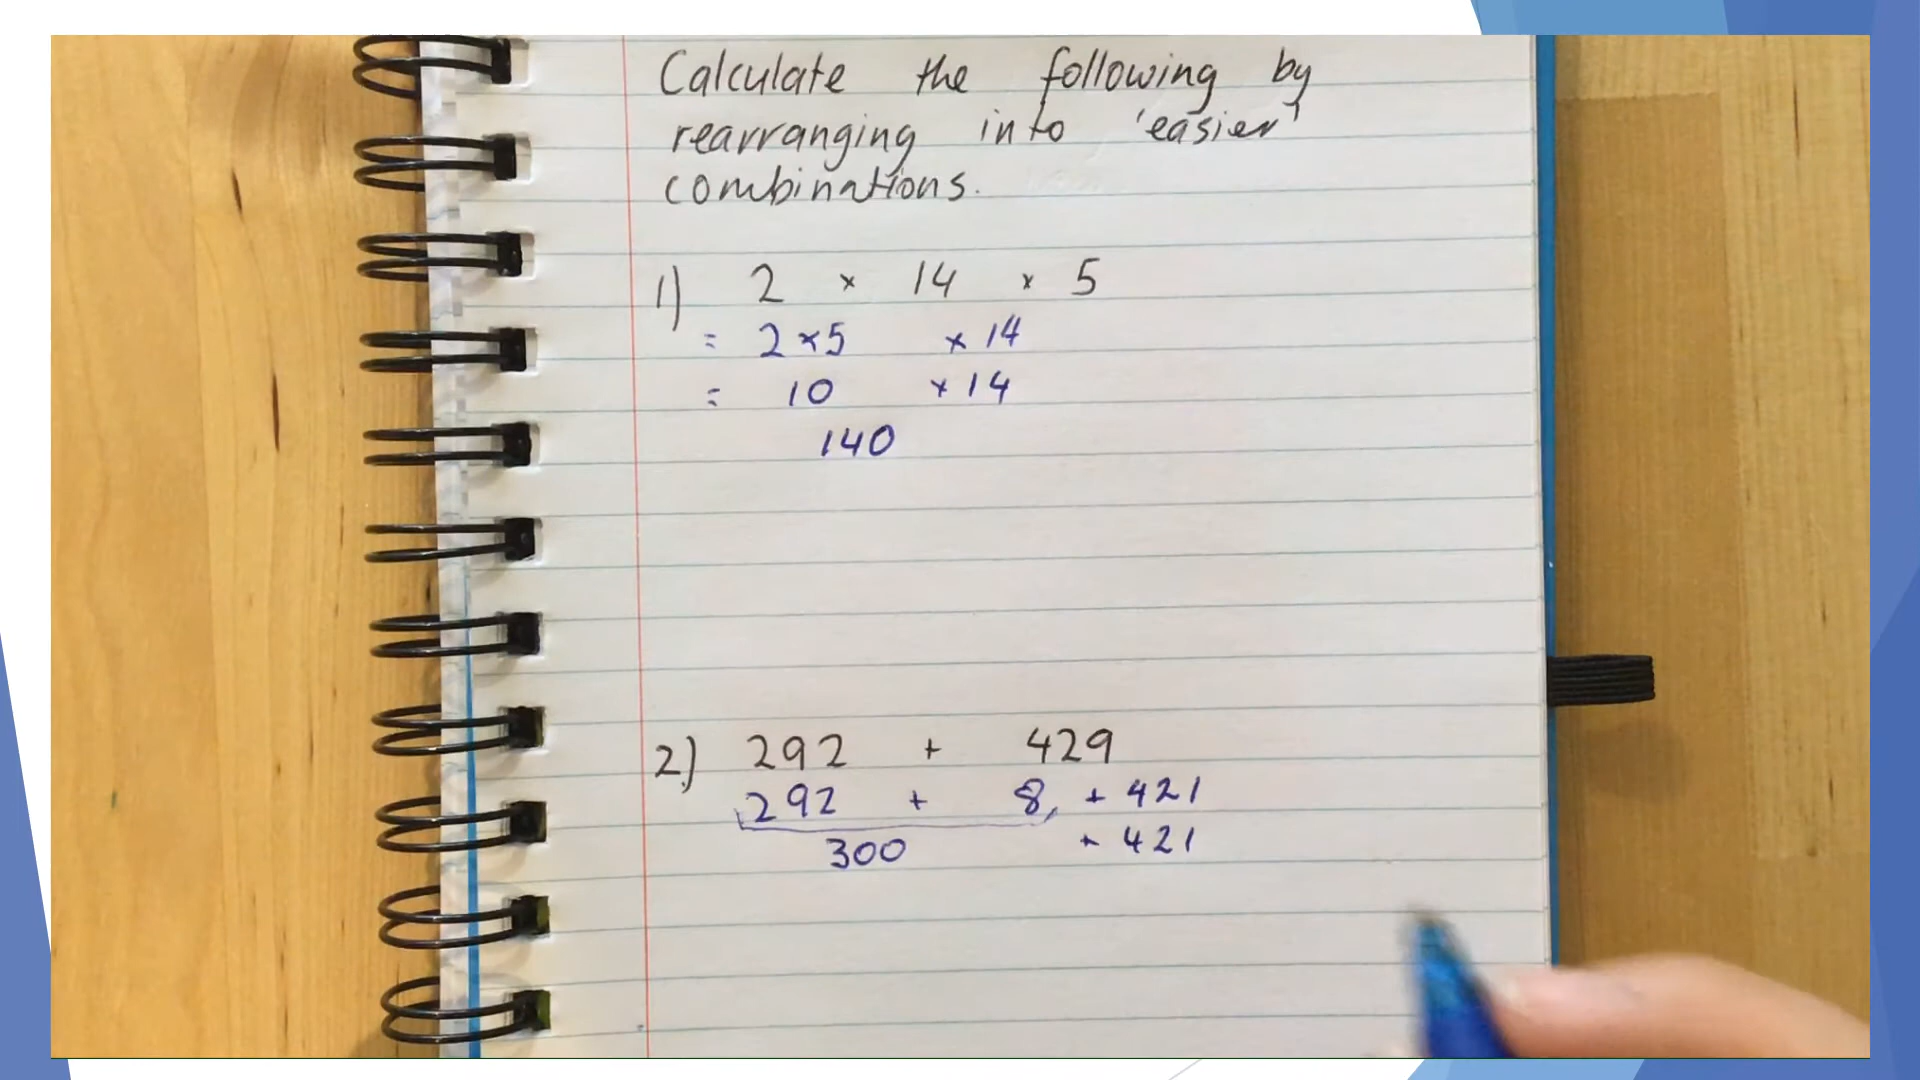 Calculate the following by
rearranging into 'easier'
combinations.
1) 2 × 14 × 5
= 2 × 5 × 14
= 10 × 14
140
2.) 292 + 429
292 + 8 + 421
300 + 421